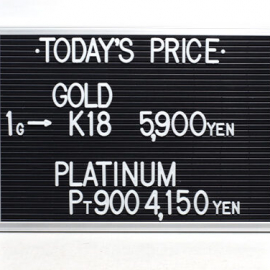 ·TODAY'S PRICE·
GOLD
1G→ K18 5,900YEN
PLATINUM
PT900 4,150YEN